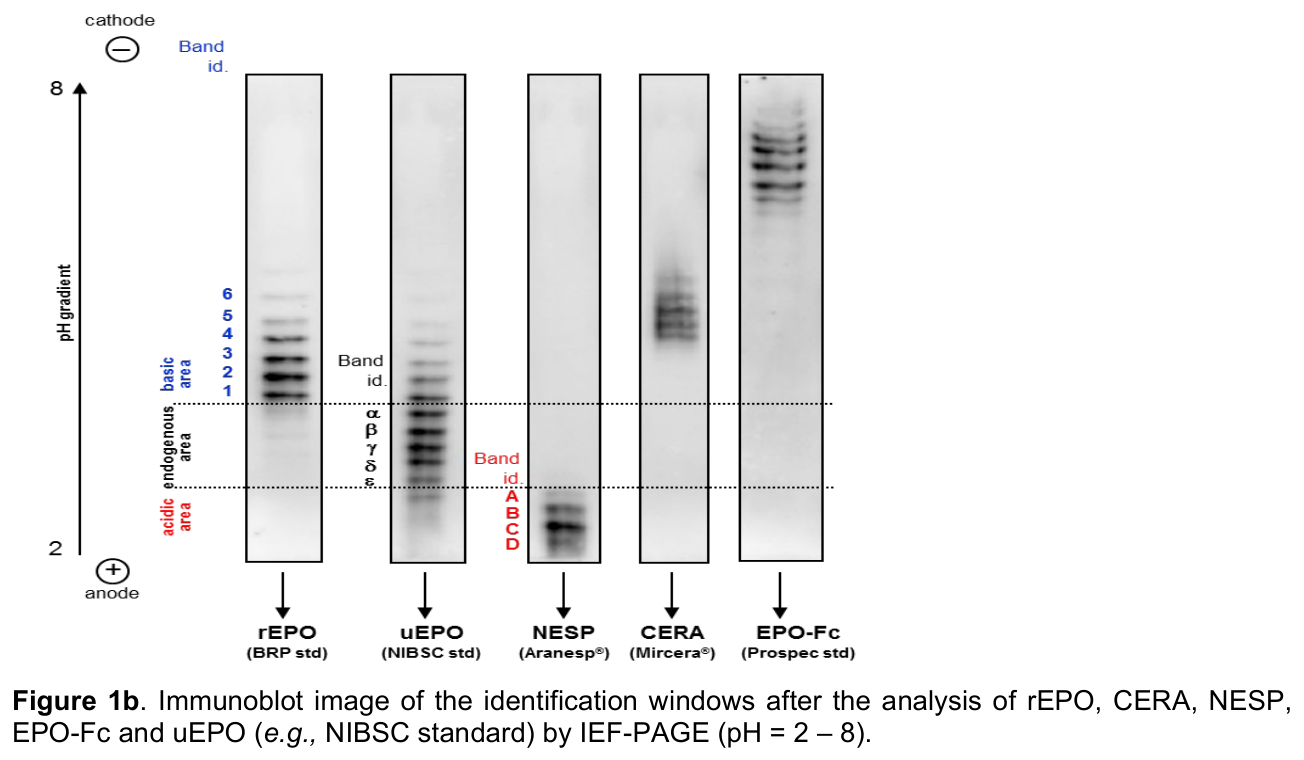 cathode
−
Band
id.
8
pH gradient
6
5
4
3
2
1
basic
area
Band
id.
α
β
γ
δ
ε
endogenous
area
Band
id.
A
B
C
D
acidic
area
2
+
anode
rEPO
(BRP std)
uEPO
(NIBSC std)
NESP
(Aranesp®)
CERA
(Mircera®)
EPO-Fc
(Prospec std)
Figure 1b. Immunoblot image of the identification windows after the analysis of rEPO, CERA, NESP,
EPO-Fc and uEPO (e.g., NIBSC standard) by IEF-PAGE (pH = 2 – 8).